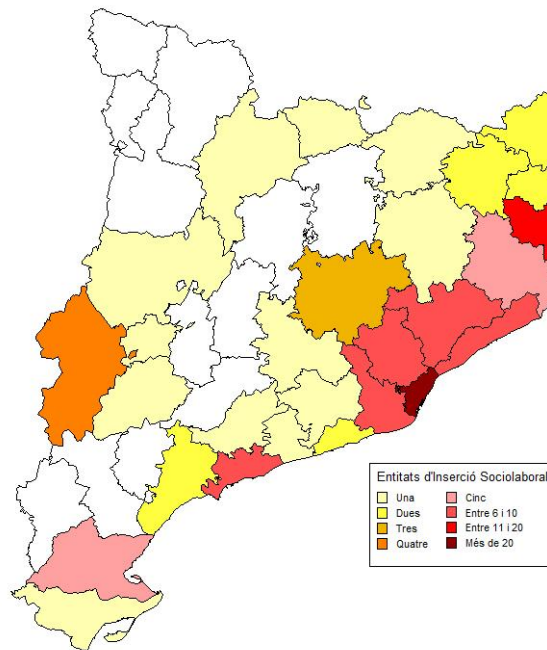 Entitats d'Inserció Sociolaboral
Una
Dues
Tres
Quatre
Cinc
Entre 6 i 10
Entre 11 i 20
Més de 20